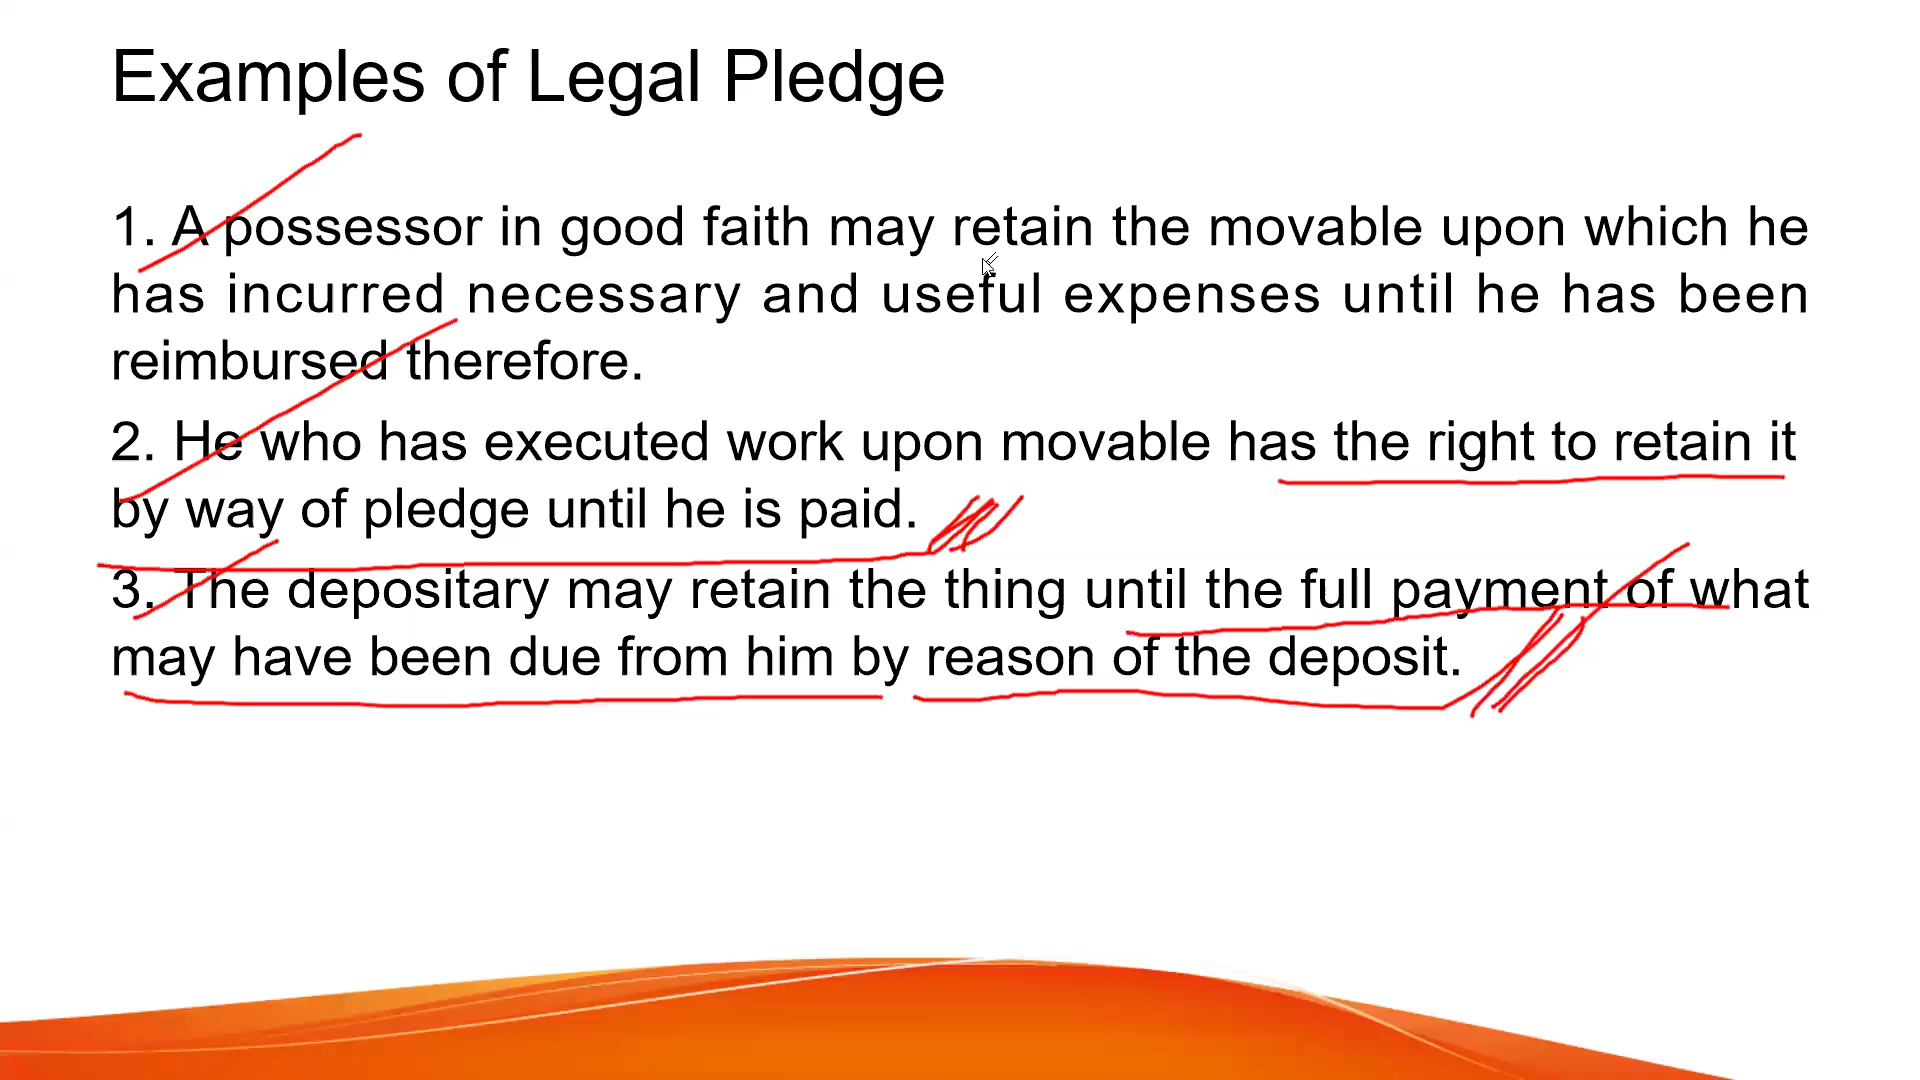 Examples of Legal Pledge
1. A possessor in good faith may retain the movable upon which he
has incurred necessary and useful expenses until he has been
reimbursed therefore.
2. He who has executed work upon movable has the right to retain it
by way of pledge until he is paid.
3. The depositary may retain the thing until the full payment of what
may have been due from him by reason of the deposit.